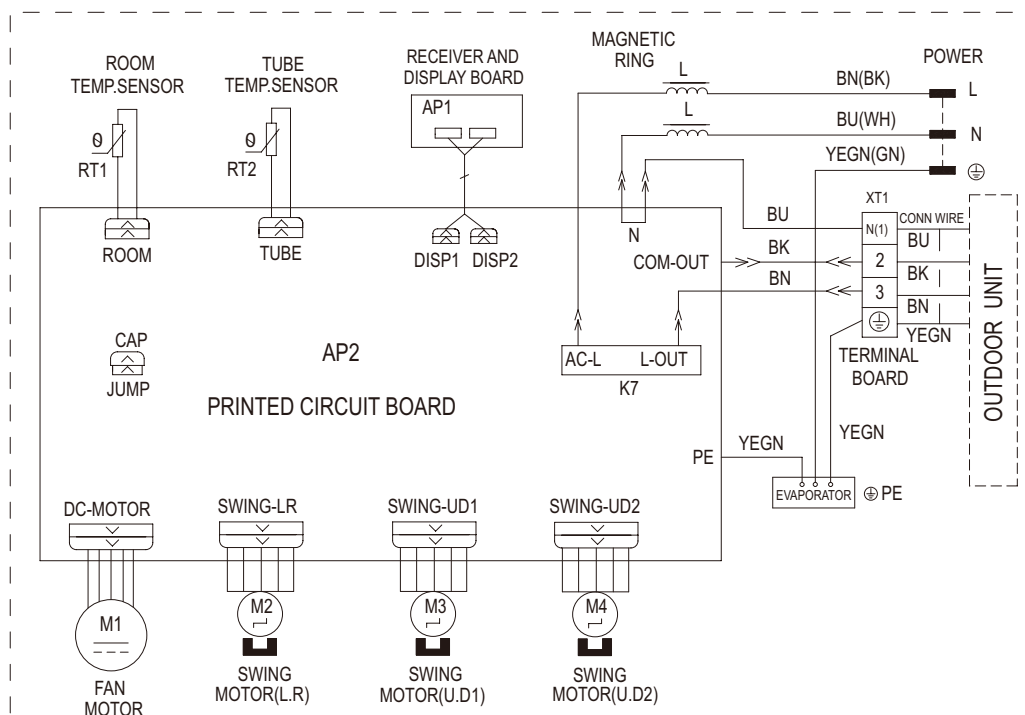 ROOM
TEMP.SENSOR
TUBE
TEMP.SENSOR
RECEIVER AND
DISPLAY BOARD
MAGNETIC
RING
POWER
AP1
L
BN(BK)
L
L
BU(WH)
N
θ
RT1
θ
RT2
YEGN(GN)
XT1
ROOM
TUBE
DISP1
DISP2
N
BU
N(1)
CONN WIRE
BU
COM-OUT
BK
2
BK
BN
3
BN
YEGN
CAP
JUMP
AP2
AC-L
L-OUT
K7
TERMINAL
BOARD
OUTDOOR UNIT
PRINTED CIRCUIT BOARD
PE
YEGN
YEGN
EVAPORATOR
PE
DC-MOTOR
SWING-LR
SWING-UD1
SWING-UD2
M1
M2
M3
M4
FAN
MOTOR
SWING
MOTOR(L.R)
SWING
MOTOR(U.D1)
SWING
MOTOR(U.D2)